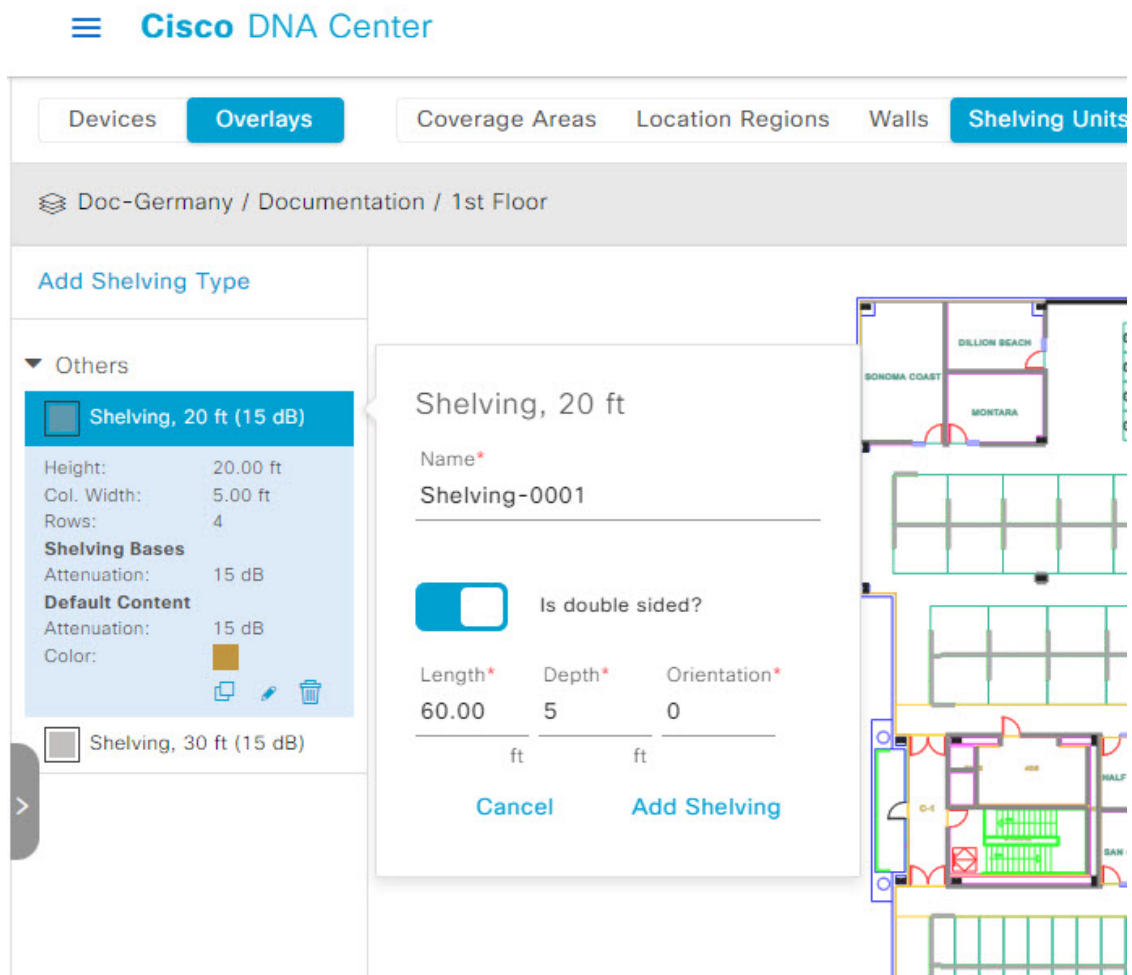 Cisco DNA Center
Devices Overlays Coverage Areas Location Regions Walls Shelving Units
Doc-Germany / Documentation / 1st Floor
Add Shelving Type
Others
Shelving, 20 ft (15 dB)
Height: 20.00 ft
Col. Width: 5.00 ft
Rows: 4
Shelving Bases
Attenuation: 15 dB
Default Content
Attenuation: 15 dB
Color:
Shelving, 30 ft (15 dB)
Shelving, 20 ft
Name*
Shelving-0001
Is double sided?
Length* Depth* Orientation*
60.00 5 0
ft ft
Cancel Add Shelving
DILLION BEACH
SONOMA COAST
MONTARA
HALF
C-1
SAN